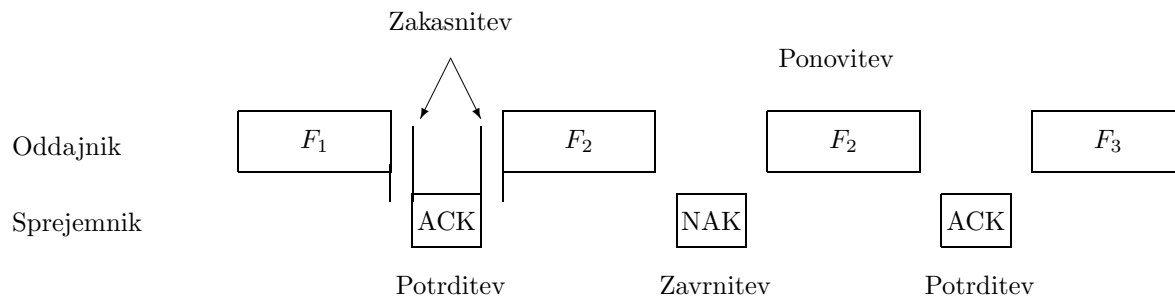 Zakasnitev
Ponovitev
Oddajnik F₁ F₂ F₂ F₃
Sprejemnik ACK NAK ACK
Potrditev Zavrnitev Potrditev